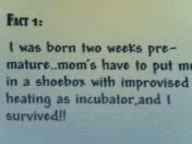 FACT 1:
I was born two weeks pre-
mature..mom's have to put me
in a shoebox with improvised
heating as incubator,and I
survived!!